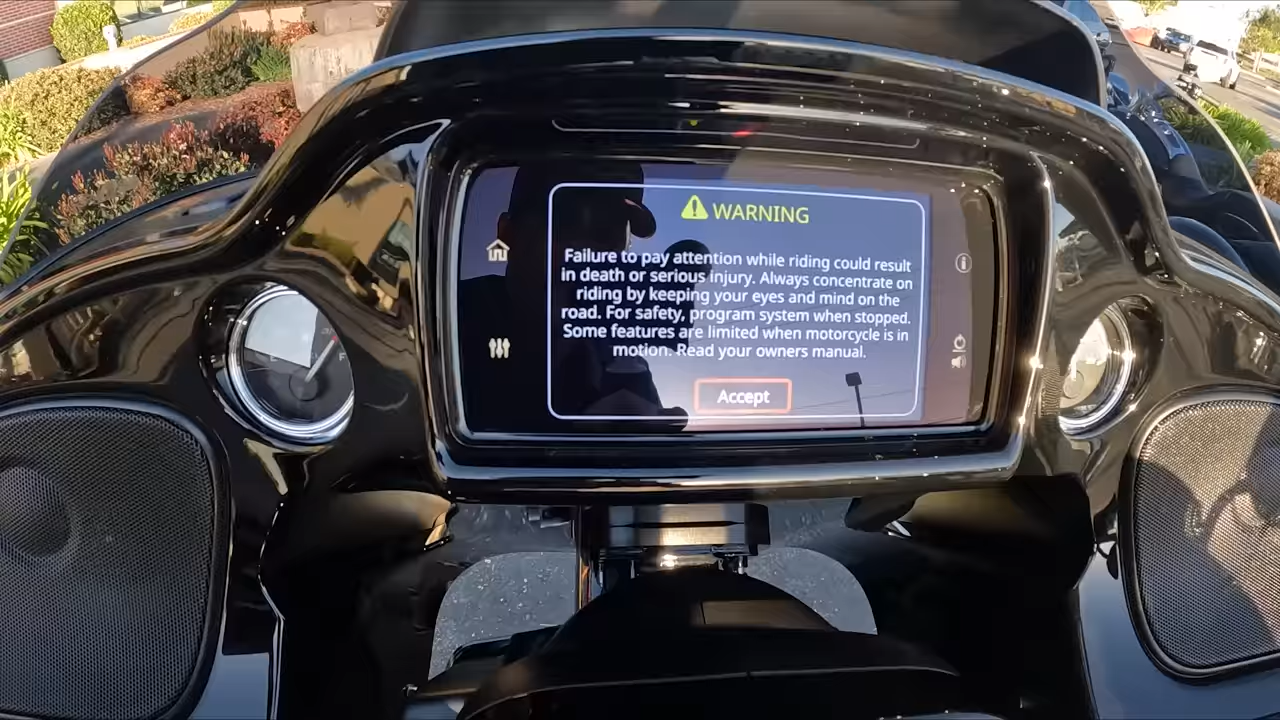 WARNING
Failure to pay attention while riding could result
in death or serious injury. Always concentrate on
riding by keeping your eyes and mind on the
road. For safety, program system when stopped.
Some features are limited when motorcycle is in
motion. Read your owners manual.
Accept
E
F